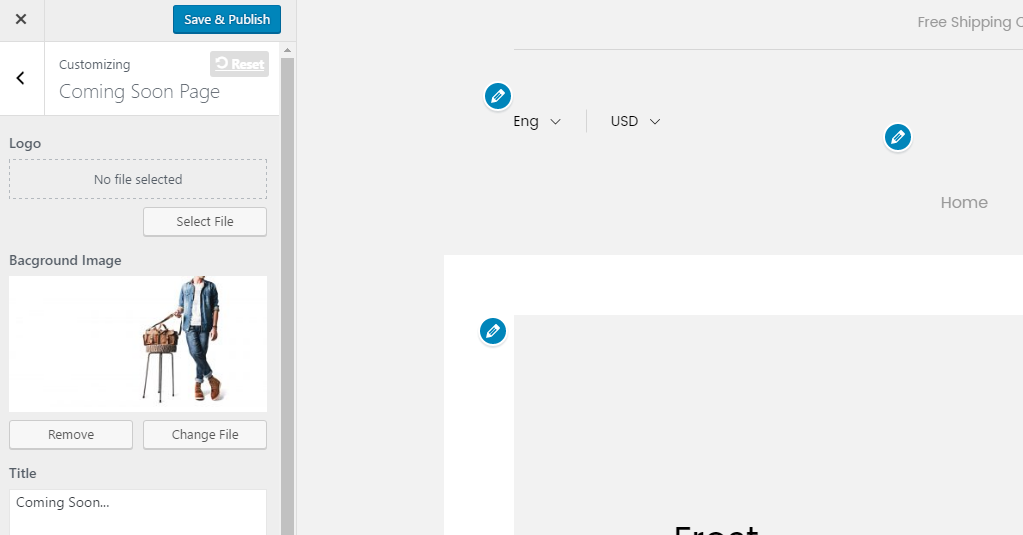 Save & Publish
Customizing
Reset
Coming Soon Page
Logo
No file selected
Select File
Bacground Image
Remove
Change File
Title
Coming Soon...
Free Shipping
Eng
USD
Home